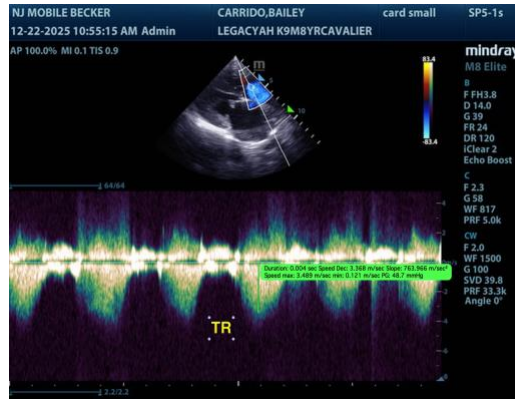 NJ MOBILE BECKER CARRIDO,BAILEY card small SP5-1s
12-22-2025 10:55:15 AM Admin LEGACYAH K9M8YRCAVALIER
AP 100.0% MI 0.1 TIS 0.9
mindray
M8 Elite
m
83.4
-83.4
10
B
F FH3.8
D 14.0
G 39
FR 24
DR 120
iClear 2
Echo Boost
C
F 2.3
G 58
WF 817
PRF 5.0k
CW
F 2.0
WF 1500
G 100
SVD 39.8
PRF 33.3k
Angle 0°
64/64
Duration: 0.004 sec Speed Dec: 3.368 m/sec Slope: 763.966 m/sec²
Speed max: 3.489 m/sec min: 0.121 m/sec PG: 48.7 mmHg
TR
2.2/2.2